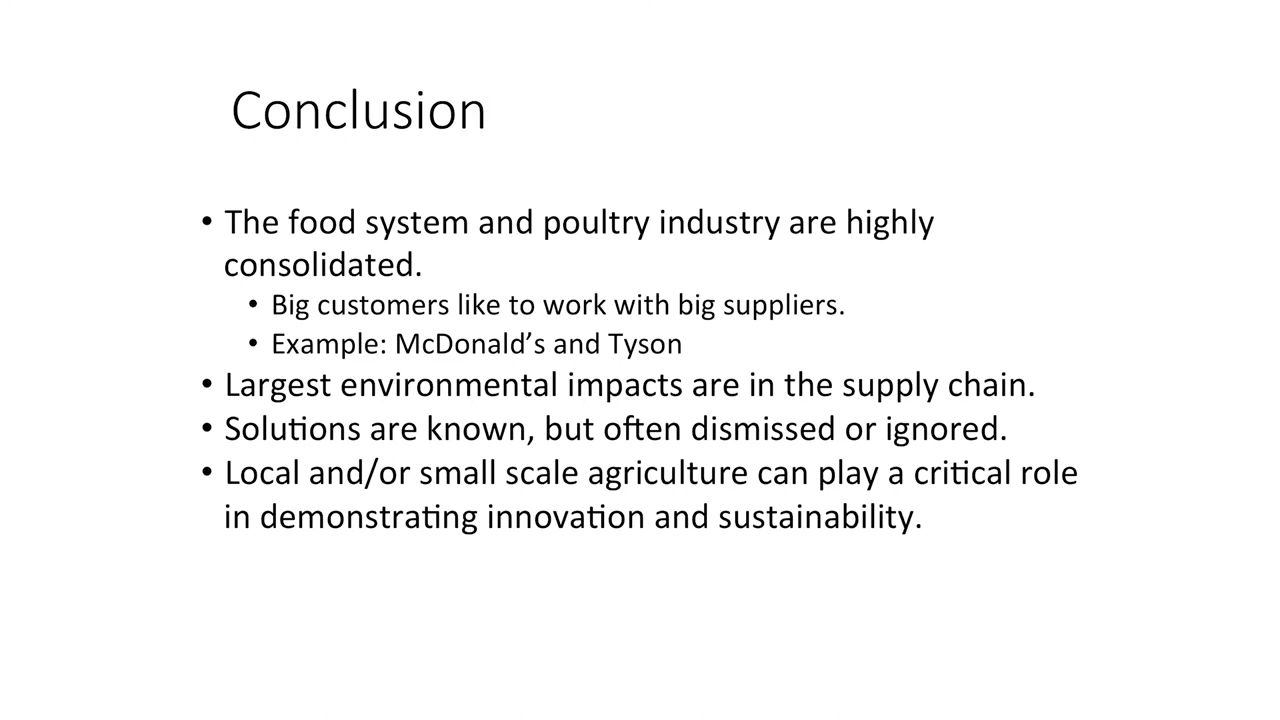 Conclusion
• The food system and poultry industry are highly
consolidated.
• Big customers like to work with big suppliers.
• Example: McDonald’s and Tyson
• Largest environmental impacts are in the supply chain.
• Solutions are known, but often dismissed or ignored.
• Local and/or small scale agriculture can play a critical role
in demonstrating innovation and sustainability.